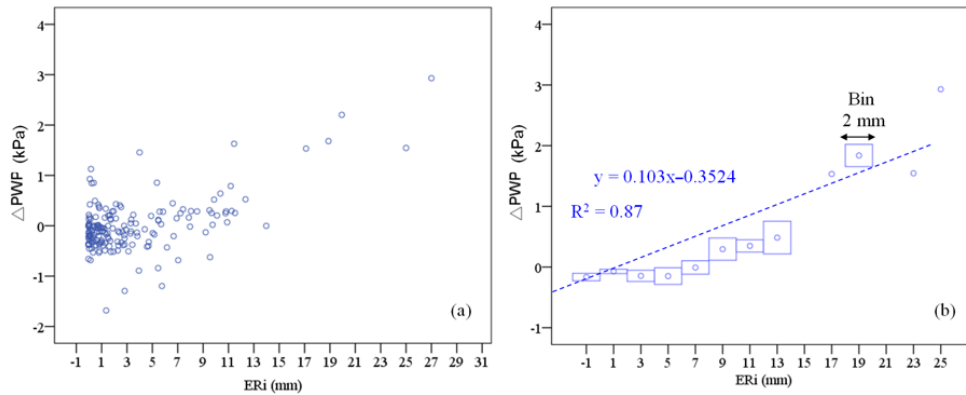 4
3
2
1
0
-1
-2
△PWP (kPa)
(a)
-1 1 3 5 7 9 11 13 15 17 19 21 23 25 27 29 31
ERi (mm)
4
3
2
1
0
-1
△PWP (kPa)
Bin
2 mm
y = 0.103x–0.3524
R² = 0.87
(b)
-1 1 3 5 7 9 11 13 17 19 23 25
ERi (mm)